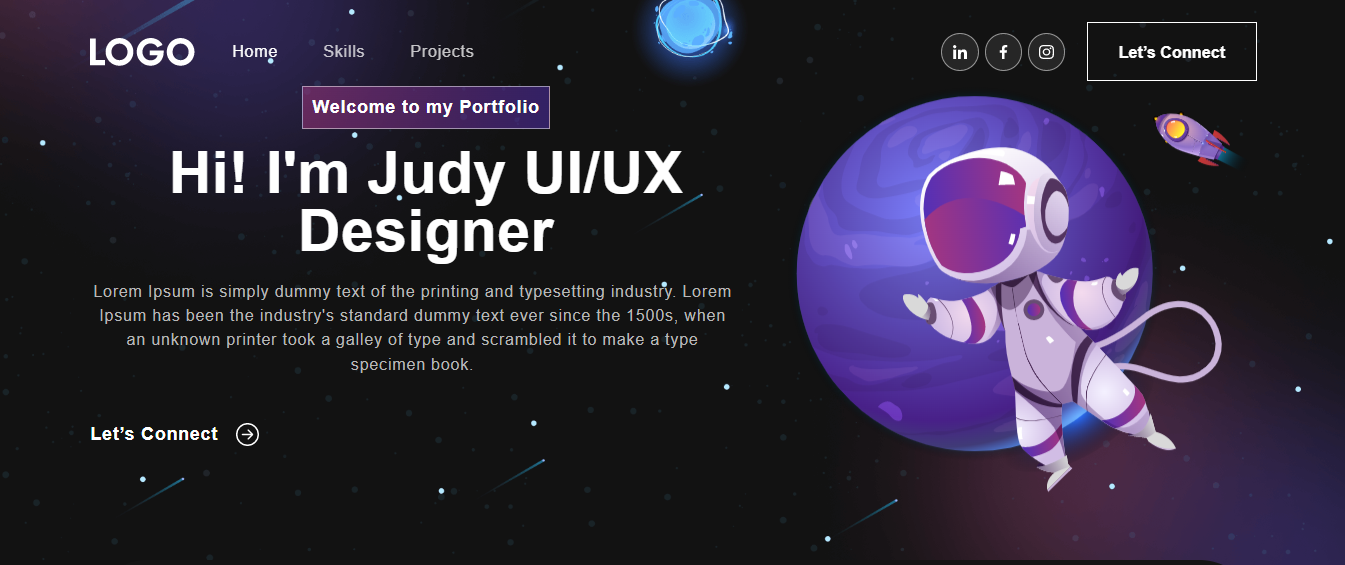 LOGO Home Skills Projects Let’s Connect
Welcome to my Portfolio
Hi! I'm Judy UI/UX
Designer
Lorem Ipsum is simply dummy text of the printing and typesetting industry. Lorem
Ipsum has been the industry's standard dummy text ever since the 1500s, when
an unknown printer took a galley of type and scrambled it to make a type
specimen book.
Let’s Connect